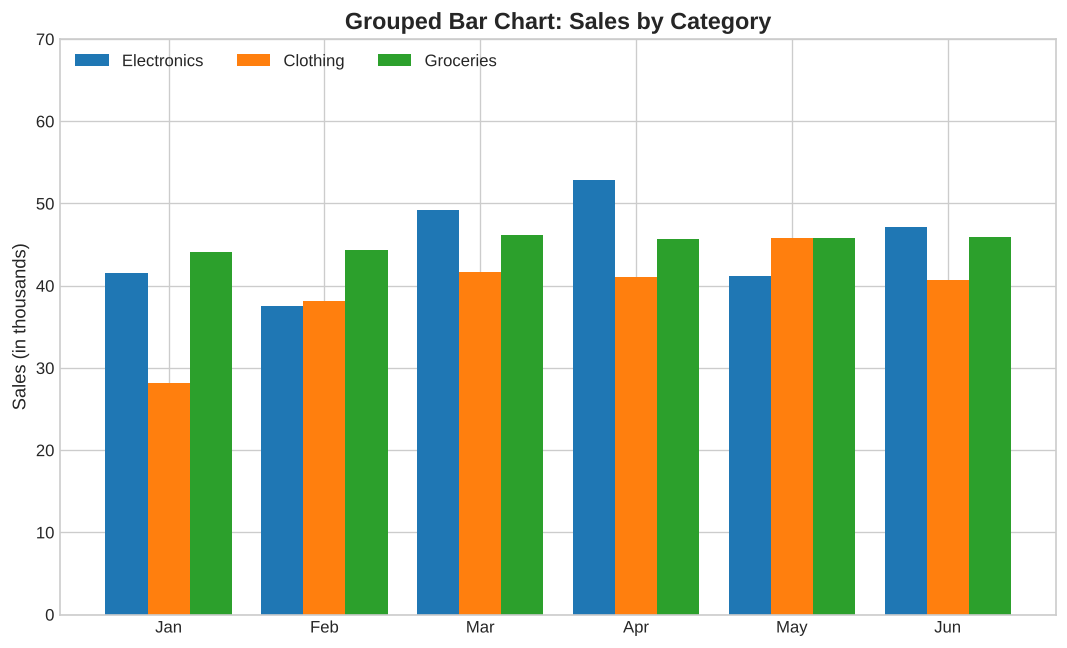 Grouped Bar Chart: Sales by Category
Electronics
Clothing
Groceries
Sales (in thousands)
70
60
50
40
30
20
10
0
Jan
Feb
Mar
Apr
May
Jun